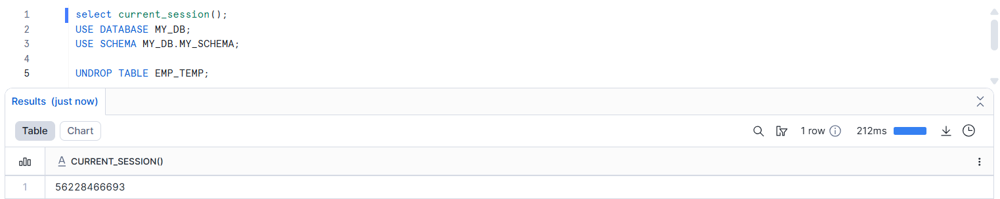 1 select current_session();
2 USE DATABASE MY_DB;
3 USE SCHEMA MY_DB.MY_SCHEMA;
4
5 UNDROP TABLE EMP_TEMP;
Results (just now)
Table Chart 1 row 212ms
A CURRENT_SESSION()
1 56228466693